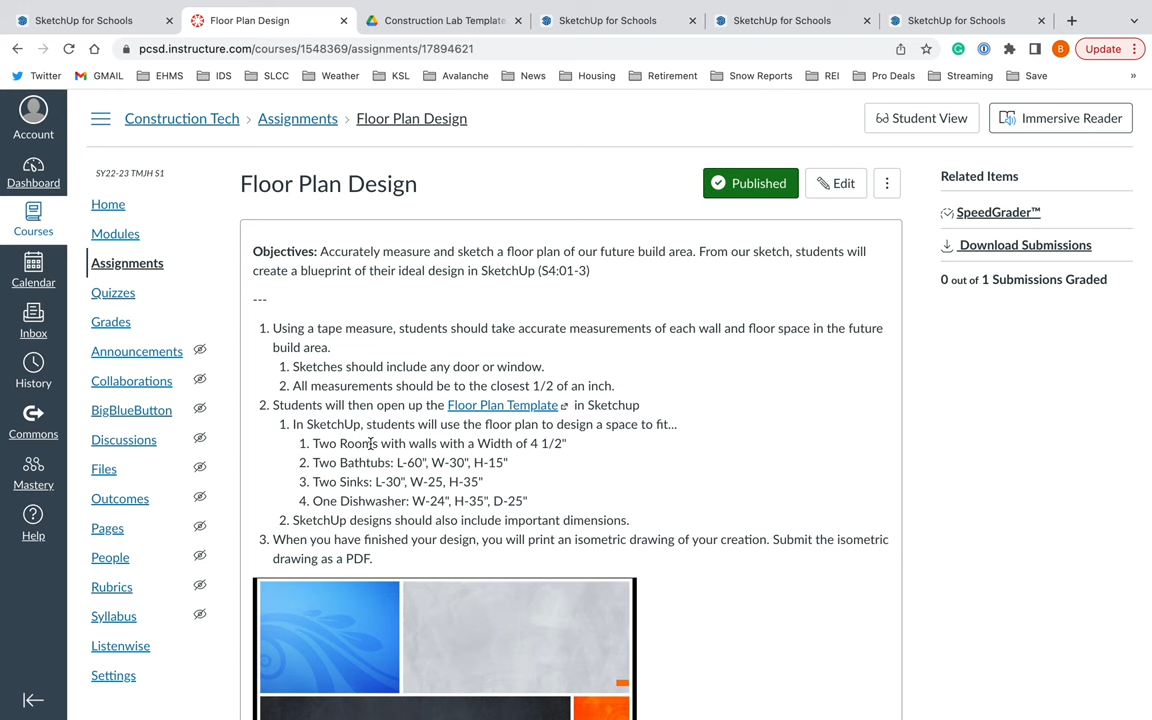 SketchUp for Schools
Floor Plan Design
Construction Lab Template
SketchUp for Schools
SketchUp for Schools
SketchUp for Schools
pcsd.instructure.com/courses/1548369/assignments/17894621
B
Update
Twitter
GMAIL
EHMS
IDS
SLCC
Weather
KSL
Avalanche
News
Housing
Retirement
Snow Reports
REI
Pro Deals
Streaming
Save
»
Account
Dashboard
Courses
Calendar
Inbox
History
Commons
Mastery
Help
Construction Tech > Assignments > Floor Plan Design
Student View
Immersive Reader
SY22-23 TMJH S1
Home
Modules
Assignments
Quizzes
Grades
Announcements
Collaborations
BigBlueButton
Discussions
Files
Outcomes
Pages
People
Rubrics
Syllabus
Listenwise
Settings
Floor Plan Design
Published
Edit
Objectives: Accurately measure and sketch a floor plan of our future build area. From our sketch, students will
create a blueprint of their ideal design in SketchUp (S4:01-3)
---
1. Using a tape measure, students should take accurate measurements of each wall and floor space in the future
build area.
1. Sketches should include any door or window.
2. All measurements should be to the closest 1/2 of an inch.
2. Students will then open up the Floor Plan Template in Sketchup
1. In SketchUp, students will use the floor plan to design a space to fit...
1. Two Rooms with walls with a Width of 4 1/2"
2. Two Bathtubs: L-60", W-30", H-15"
3. Two Sinks: L-30", W-25, H-35"
4. One Dishwasher: W-24", H-35", D-25"
2. SketchUp designs should also include important dimensions.
3. When you have finished your design, you will print an isometric drawing of your creation. Submit the isometric
drawing as a PDF.
Related Items
SpeedGrader™
Download Submissions
0 out of 1 Submissions Graded